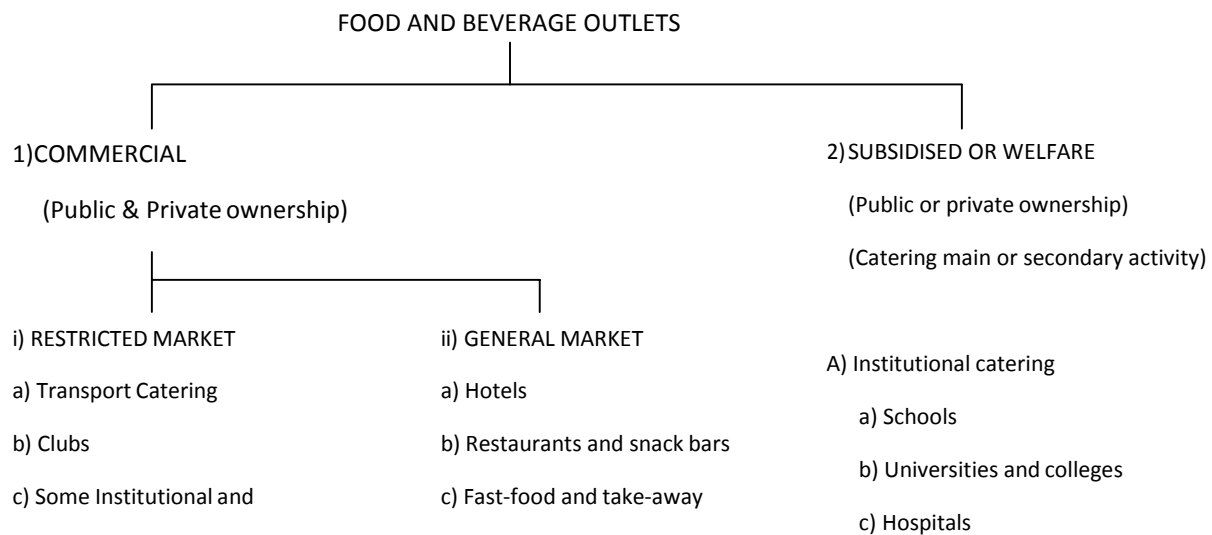 FOOD AND BEVERAGE OUTLETS
1)COMMERCIAL
(Public & Private ownership)
i) RESTRICTED MARKET
a) Transport Catering
b) Clubs
c) Some Institutional and
ii) GENERAL MARKET
a) Hotels
b) Restaurants and snack bars
c) Fast-food and take-away
2) SUBSIDISED OR WELFARE
(Public or private ownership)
(Catering main or secondary activity)
A) Institutional catering
a) Schools
b) Universities and colleges
c) Hospitals